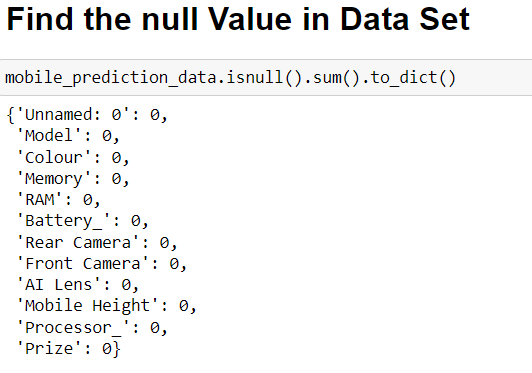 Find the null Value in Data Set
mobile_prediction_data.isnull().sum().to_dict()
{'Unnamed: 0': 0,
 'Model': 0,
 'Colour': 0,
 'Memory': 0,
 'RAM': 0,
 'Battery_': 0,
 'Rear Camera': 0,
 'Front Camera': 0,
 'AI Lens': 0,
 'Mobile Height': 0,
 'Processor_': 0,
 'Prize': 0}